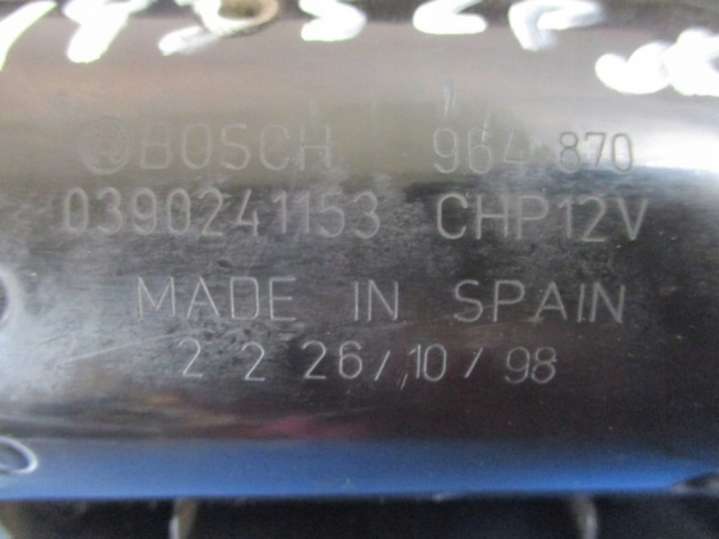 BOSCH 964 870
0390241153 CHP12V
MADE IN SPAIN
2 2 26/10/98